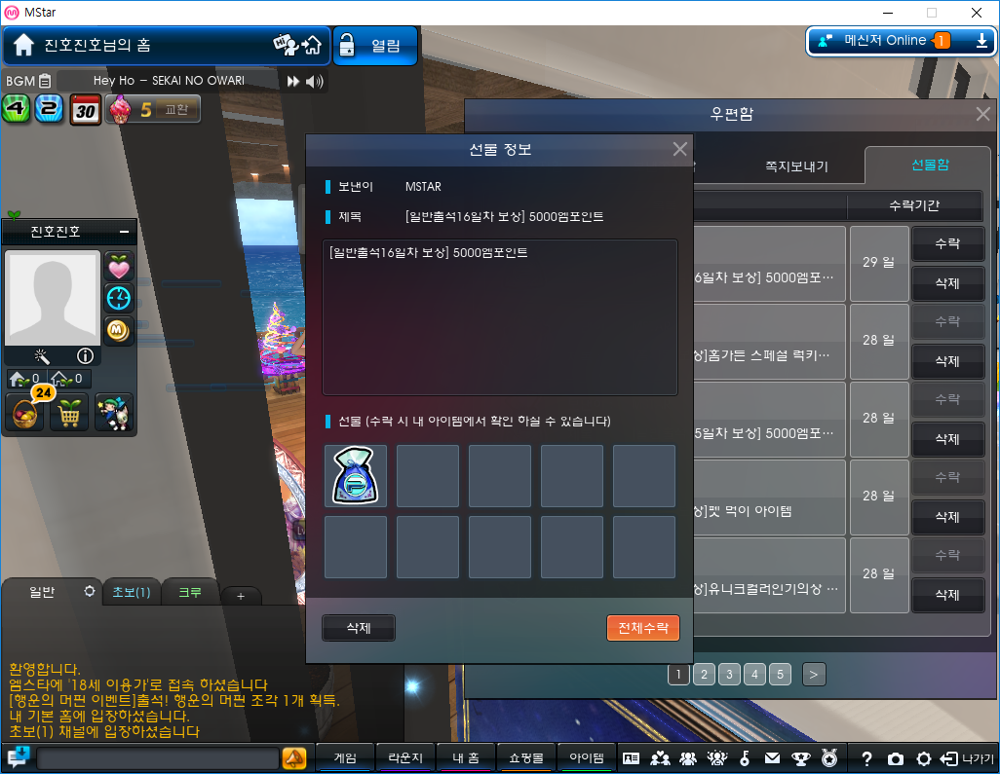 MStar
진호진호님의 홈
Hi
열림
메신저 Online 1
BGM
Hey Ho - SEKAI NO OWARI
4 2 30 5 교환
우편함
쪽지보내기
선물함
수락기간
선물 정보
보낸이 MSTAR
제목 [일반출석16일차 보상] 5000엠포인트
[일반출석16일차 보상] 5000엠포인트
선물 (수락 시 내 아이템에서 확인 하실 수 있습니다)
삭제
전체수락
진호진호
M
0 0
24
6일차 보상] 5000엠포…
29 일
수락
삭제
상]홈가든 스페셜 럭키…
28 일
수락
삭제
5일차 보상] 5000엠포…
28 일
수락
삭제
상]펫 먹이 아이템
28 일
수락
삭제
상]유니크컬러인기의상 …
28 일
수락
삭제
1 2 3 4 5 >
일반
초보(1)
크루
+
환영합니다.
엠스타에 '18세 이용가'로 접속 하셨습니다
[행운의 머핀 이벤트]출석! 행운의 머핀 조각 1개 획득.
내 기본 홈에 입장하셨습니다.
초보(1) 채널에 입장하셨습니다
게임
라운지
내 홈
쇼핑몰
아이템
?
나가기